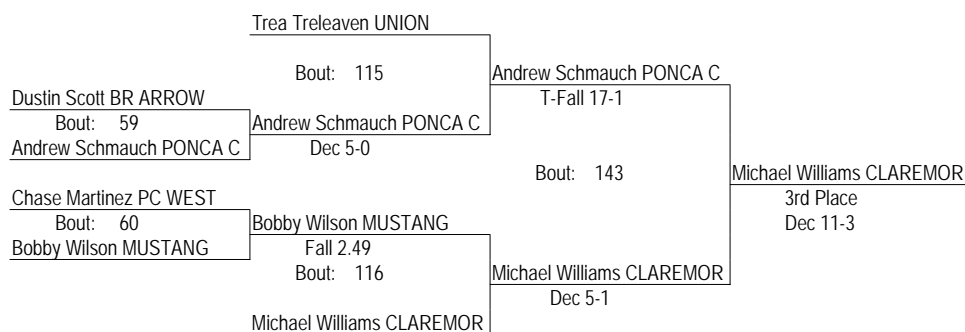 Trea Treleaven UNION
Bout: 115
Andrew Schmauch PONCA C
Dustin Scott BR ARROW
T-Fall 17-1
Bout: 59
Andrew Schmauch PONCA C
Andrew Schmauch PONCA C
Dec 5-0
Bout: 143
Michael Williams CLAREMOR
Chase Martinez PC WEST
3rd Place
Bout: 60
Bobby Wilson MUSTANG
Dec 11-3
Bobby Wilson MUSTANG
Fall 2.49
Bout: 116
Michael Williams CLAREMOR
Dec 5-1
Michael Williams CLAREMOR